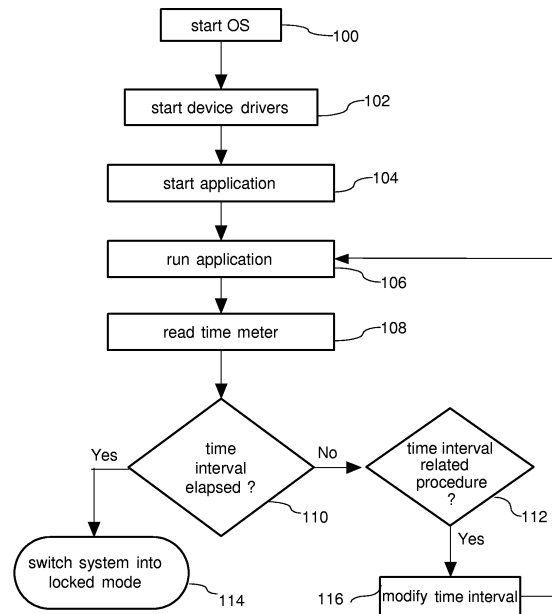 start OS
100
start device drivers
102
start application
104
run application
106
read time meter
108
Yes
time
interval
elapsed ?
110
No
time interval
related
procedure
?
112
Yes
switch system into
locked mode
114
116
modify time interval